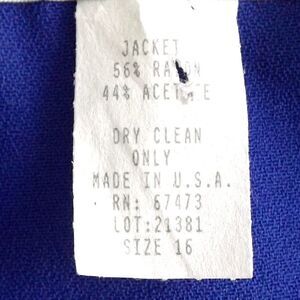 JACKET
56% RAYON
44% ACETATE
DRY CLEAN
ONLY
MADE IN U.S.A.
RN: 67473
LOT:21381
SIZE 16